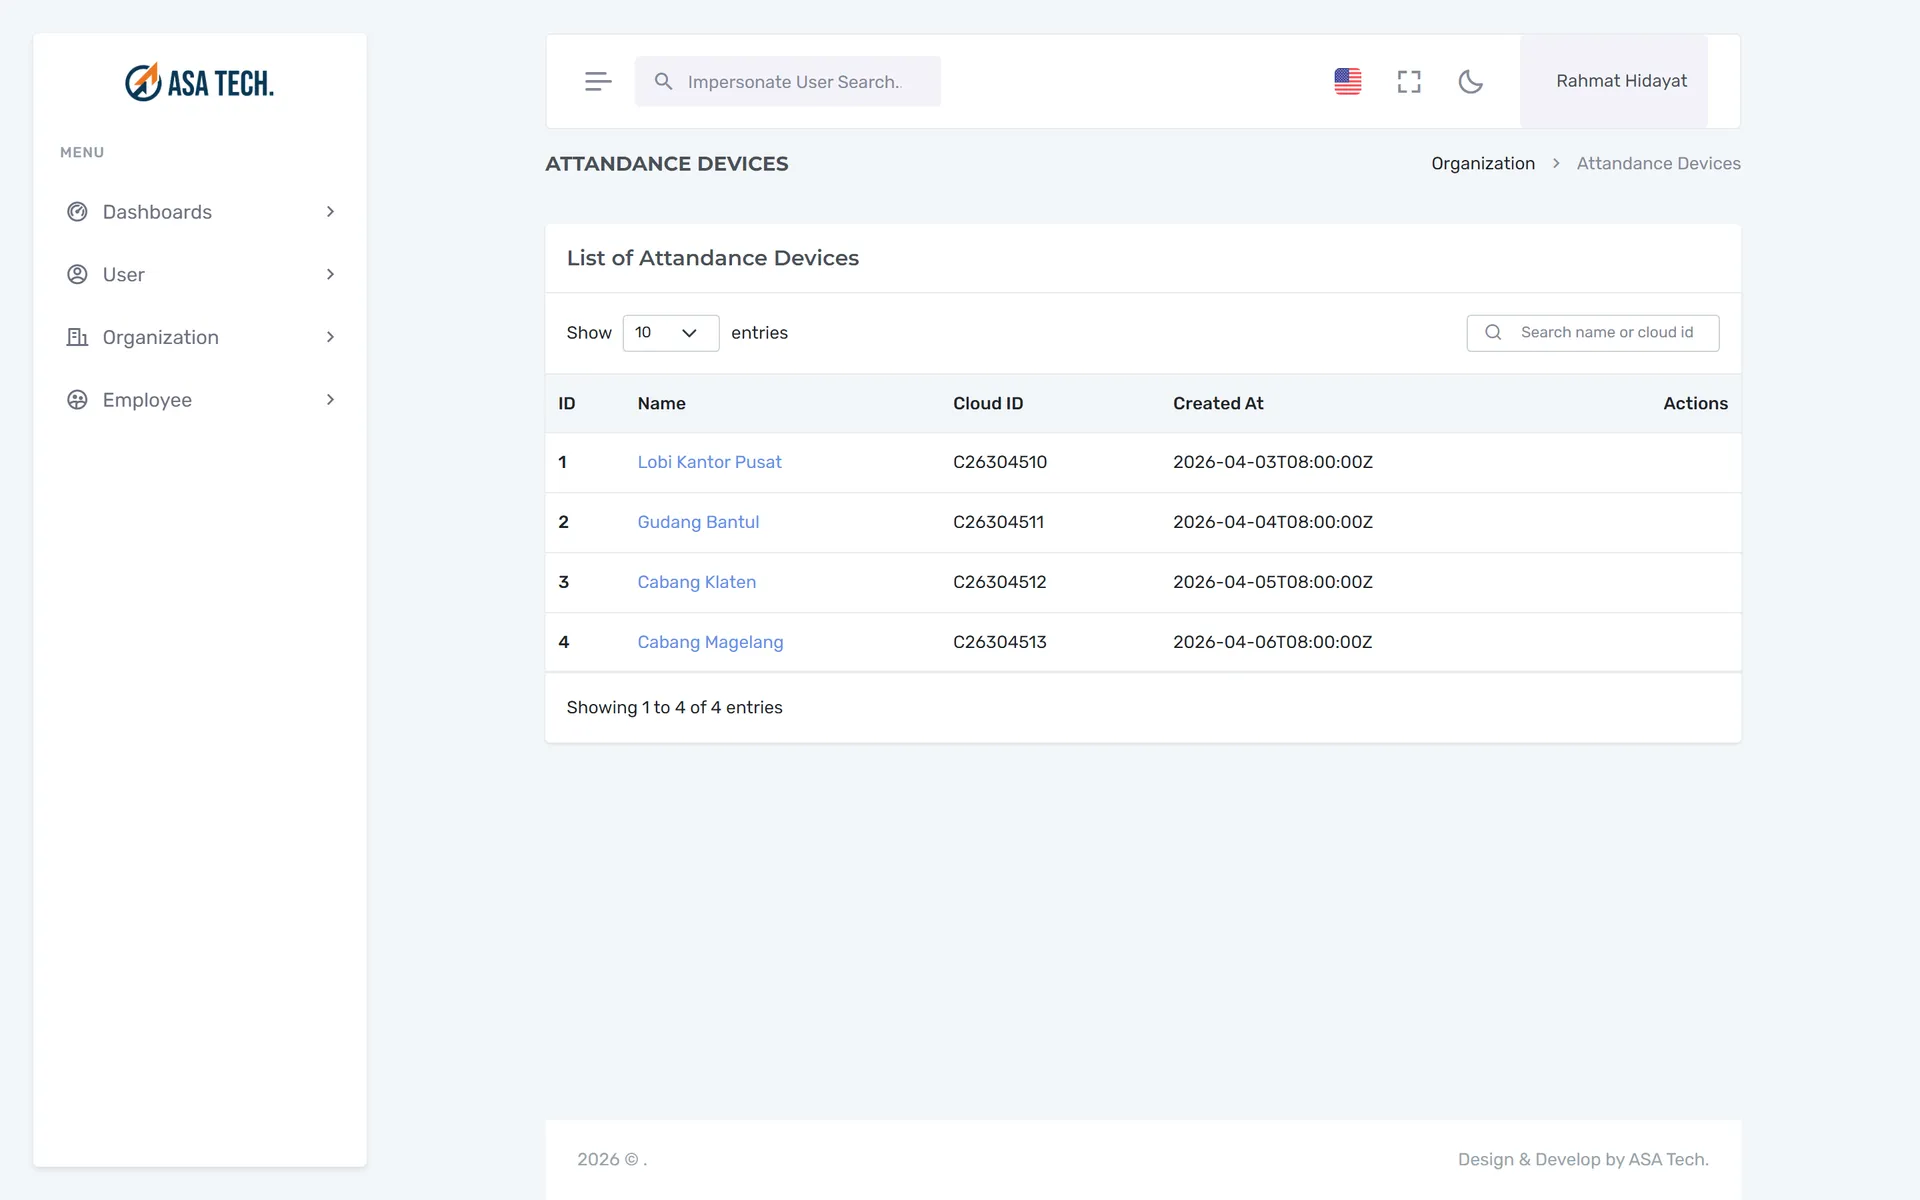 ASA TECH.
MENU
Dashboards
User
Organization
Employee
Impersonate User Search..
Rahmat Hidayat
ATTANDANCE DEVICES
Organization > Attandance Devices
List of Attandance Devices
Show 10 entries
Search name or cloud id
ID Name Cloud ID Created At Actions
1 Lobi Kantor Pusat C26304510 2026-04-03T08:00:00Z
2 Gudang Bantul C26304511 2026-04-04T08:00:00Z
3 Cabang Klaten C26304512 2026-04-05T08:00:00Z
4 Cabang Magelang C26304513 2026-04-06T08:00:00Z
Showing 1 to 4 of 4 entries
2026 © .
Design & Develop by ASA Tech.